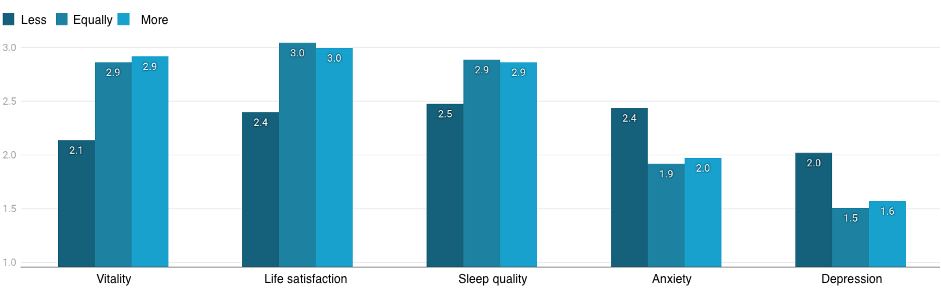 Less Equally More
3.0
2.5
2.0
1.5
1.0
2.1 2.9 2.9
2.4 3.0 3.0
2.5 2.9 2.9
2.4 1.9 2.0
2.0 1.5 1.6
Vitality Life satisfaction Sleep quality Anxiety Depression